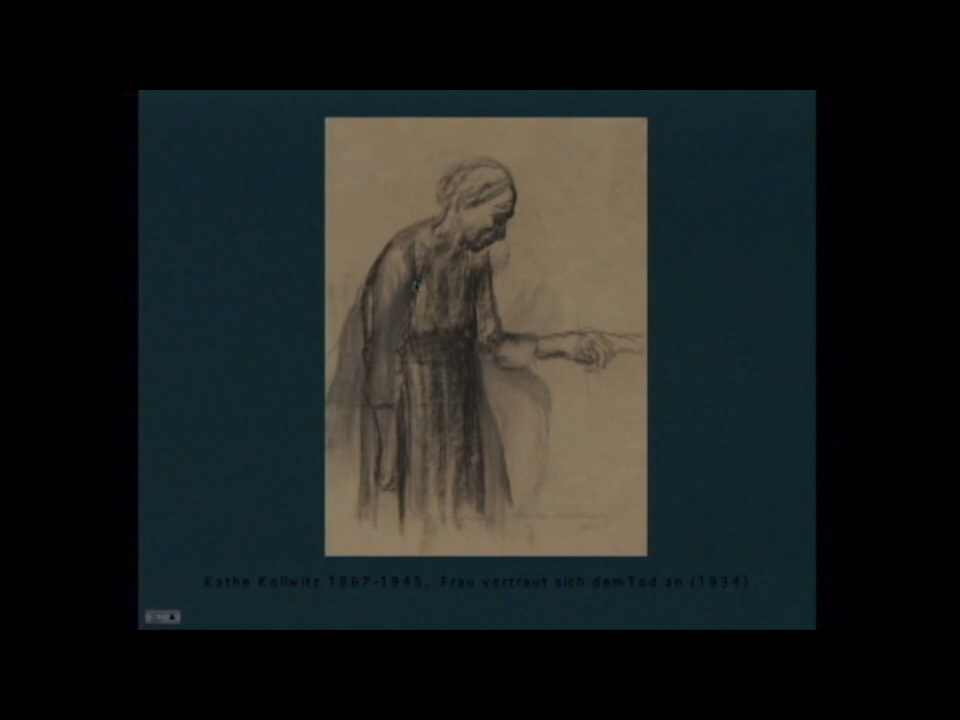 Kathe Kollwitz 1867-1945, Frau vertraut sich dem Tod an (1934)